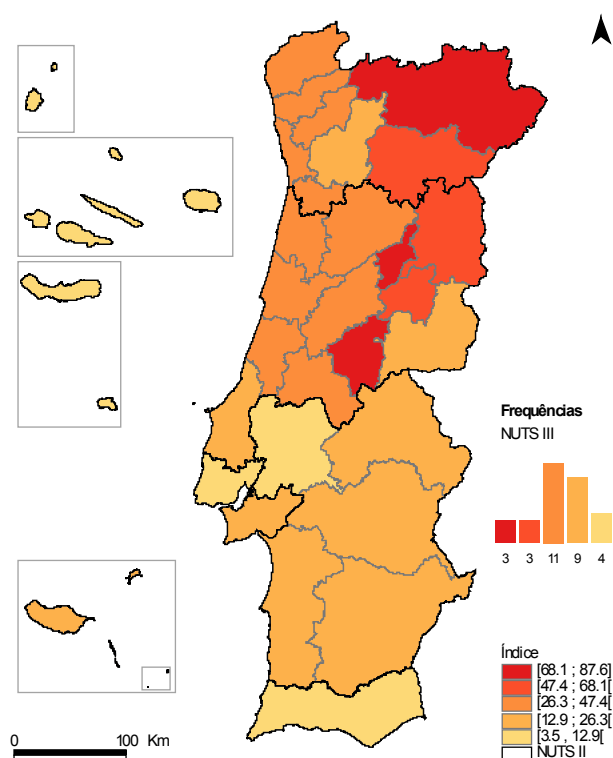 Frequências
NUTS III
3 3 11 9 4
Índice
[68.1 ; 87.6]
[47.4 ; 68.1[
[26.3 ; 47.4[
[12.9 ; 26.3[
[3.5 , 12.9[
NUTS II
0 100 Km